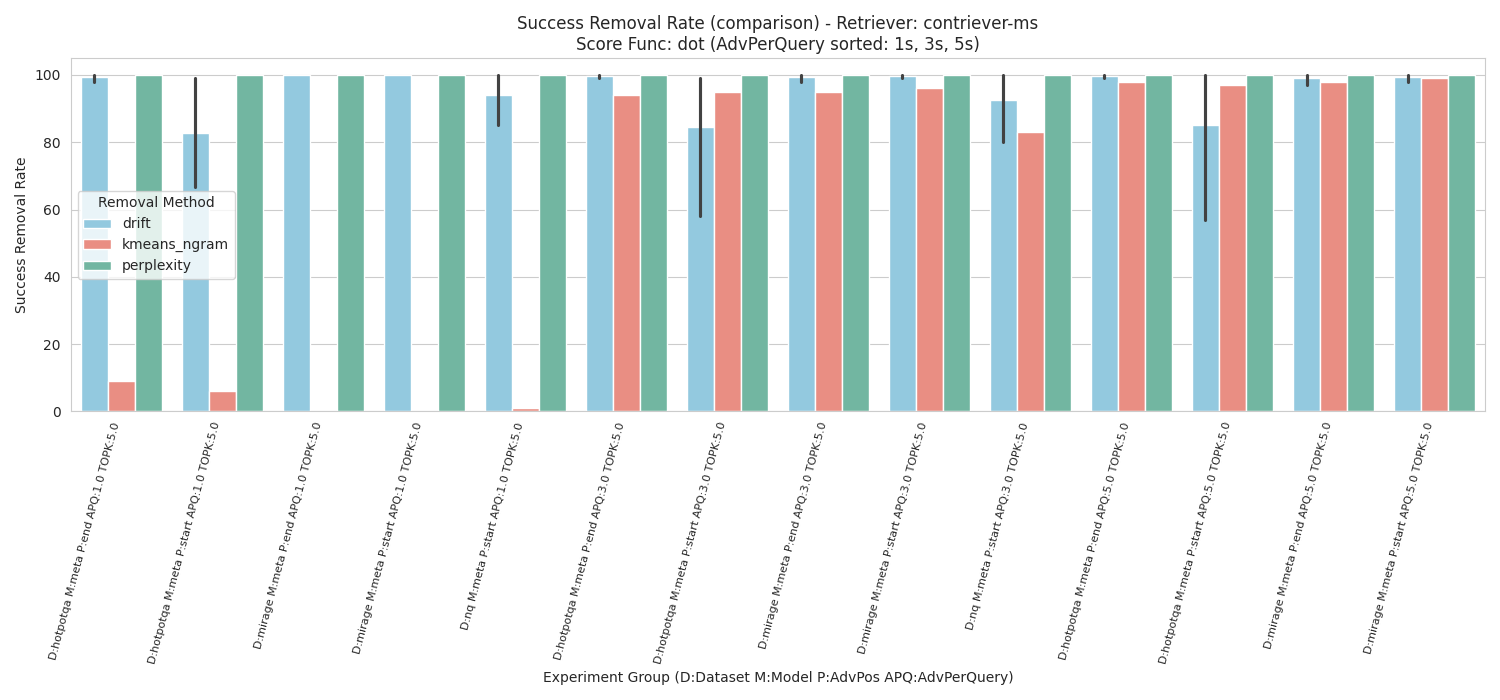 Success Removal Rate (comparison) - Retriever: contriever-ms
Score Func: dot (AdvPerQuery sorted: 1s, 3s, 5s)
Success Removal Rate
100
80
60
40
20
0
Removal Method
drift
kmeans_ngram
perplexity
D:hotpotqa M:meta P:end APQ:1.0 TOPK:5.0
D:hotpotqa M:meta P:start APQ:1.0 TOPK:5.0
D:mirage M:meta P:end APQ:1.0 TOPK:5.0
D:mirage M:meta P:start APQ:1.0 TOPK:5.0
D:nq M:meta P:start APQ:1.0 TOPK:5.0
D:hotpotqa M:meta P:end APQ:3.0 TOPK:5.0
D:hotpotqa M:meta P:start APQ:3.0 TOPK:5.0
D:mirage M:meta P:end APQ:3.0 TOPK:5.0
D:mirage M:meta P:start APQ:3.0 TOPK:5.0
D:nq M:meta P:start APQ:3.0 TOPK:5.0
D:hotpotqa M:meta P:end APQ:5.0 TOPK:5.0
D:hotpotqa M:meta P:start APQ:5.0 TOPK:5.0
D:mirage M:meta P:end APQ:5.0 TOPK:5.0
D:mirage M:meta P:start APQ:5.0 TOPK:5.0
Experiment Group (D:Dataset M:Model P:AdvPos APQ:AdvPerQuery)